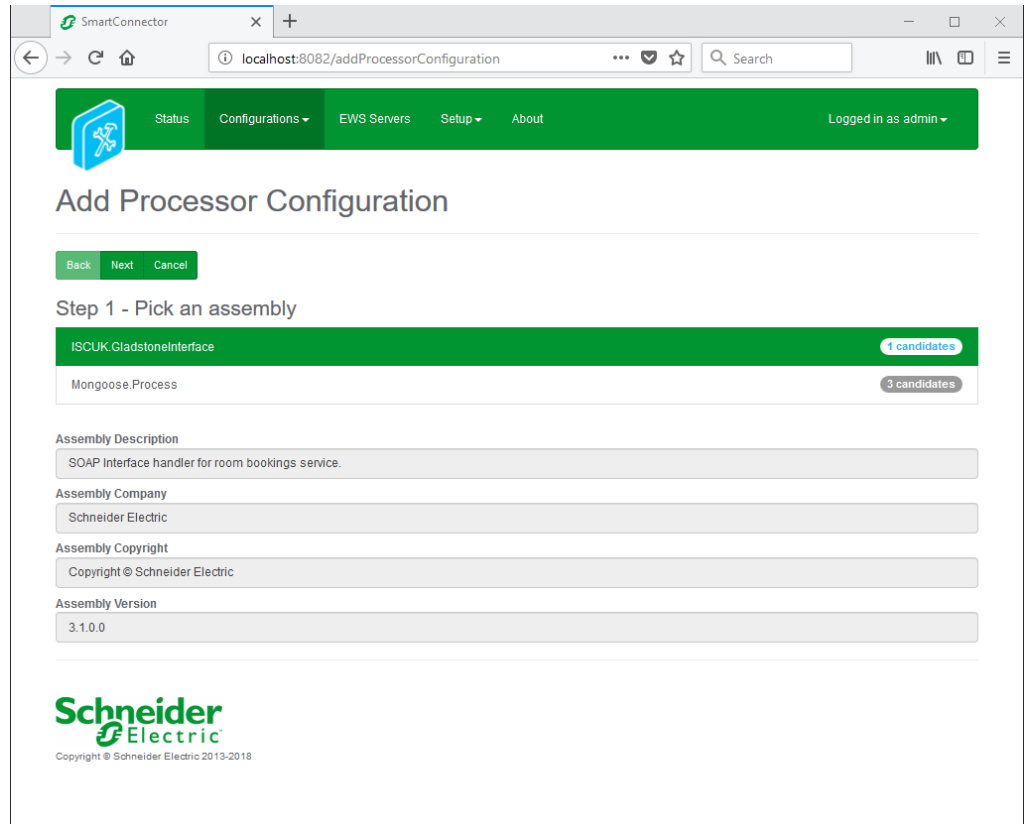 SmartConnector
localhost:8082/addProcessorConfiguration
Search
Status Configurations EWS Servers Setup About Logged in as admin
Add Processor Configuration
Back Next Cancel
Step 1 - Pick an assembly
ISCUK.GladstoneInterface 1 candidates
Mongoose.Process 3 candidates
Assembly Description
SOAP Interface handler for room bookings service.
Assembly Company
Schneider Electric
Assembly Copyright
Copyright © Schneider Electric
Assembly Version
3.1.0.0
Schneider
Electric
Copyright © Schneider Electric 2013-2018